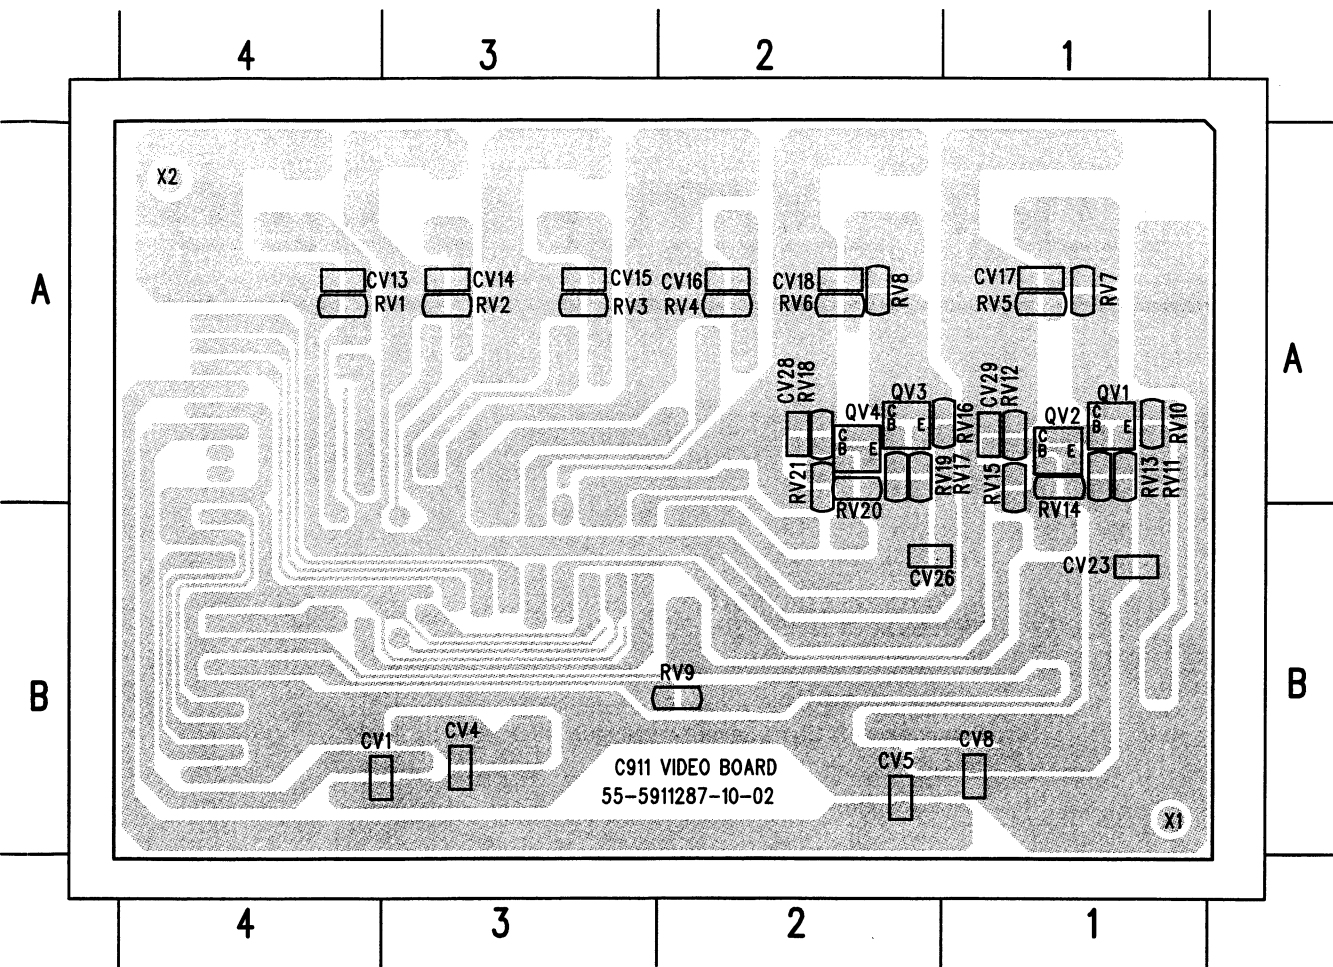 4 3 2 1
X2
A
CV13 CV14 CV15 CV16 CV18 RV8 CV17 RV7
RV1 RV2 RV3 RV4 RV6 RV5
A
CV28 RV18 QV4 QV3 RV16 CV29 RV12 QV2 QV1 RV10
C B E C B E C B E C B E
RV21 RV20 RV19 RV17 RV15 RV14 RV13 RV11
CV26 CV23
B
RV9
B
CV1 CV4 CV5 CV8
C911 VIDEO BOARD
55-5911287-10-02
X1
4 3 2 1